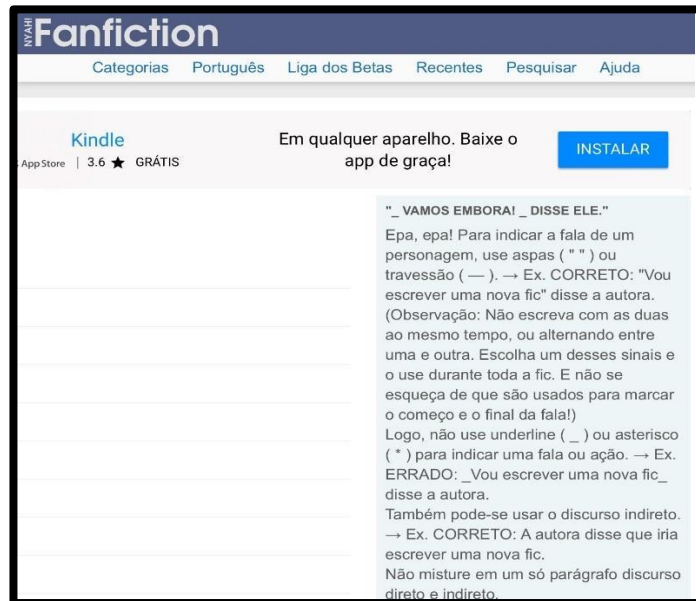 NYAH! Fanfiction
Categorias Português Liga dos Betas Recentes Pesquisar Ajuda
Kindle
App Store | 3.6 ★ GRÁTIS
Em qualquer aparelho. Baixe o
app de graça!
INSTALAR
"_ VAMOS EMBORA! _ DISSE ELE."
Epa, epa! Para indicar a fala de um
personagem, use aspas ( " " ) ou
travessão ( — ). → Ex. CORRETO: "Vou
escrever uma nova fic" disse a autora.
(Observação: Não escreva com as duas
ao mesmo tempo, ou alternando entre
uma e outra. Escolha um desses sinais e
o use durante toda a fic. E não se
esqueça de que são usados para marcar
o começo e o final da fala!)
Logo, não use underline ( _ ) ou asterisco
( * ) para indicar uma fala ou ação. → Ex.
ERRADO: _Vou escrever uma nova fic_
disse a autora.
Também pode-se usar o discurso indireto.
→ Ex. CORRETO: A autora disse que iria
escrever uma nova fic.
Não misture em um só parágrafo discurso
direto e indireto.